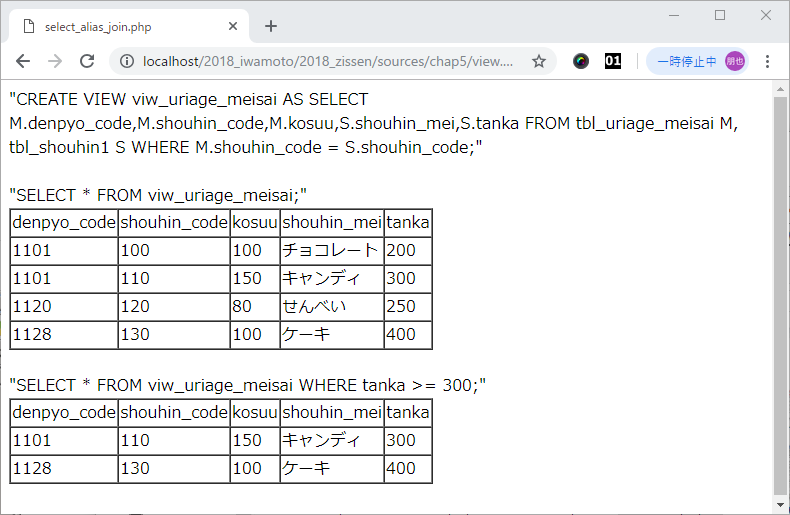 select_alias_join.php
localhost/2018_iwamoto/2018_zissen/sources/chap5/view....
01
一時停止中
朋也
"CREATE VIEW viw_uriage_meisai AS SELECT
M.denpyo_code,M.shouhin_code,M.kosuu,S.shouhin_mei,S.tanka FROM tbl_uriage_meisai M,
tbl_shouhin1 S WHERE M.shouhin_code = S.shouhin_code;"
"SELECT * FROM viw_uriage_meisai;"
denpyo_code shouhin_code kosuu shouhin_mei tanka
1101 100 100 チョコレート 200
1101 110 150 キャンディ 300
1120 120 80 せんべい 250
1128 130 100 ケーキ 400
"SELECT * FROM viw_uriage_meisai WHERE tanka >= 300;"
denpyo_code shouhin_code kosuu shouhin_mei tanka
1101 110 150 キャンディ 300
1128 130 100 ケーキ 400